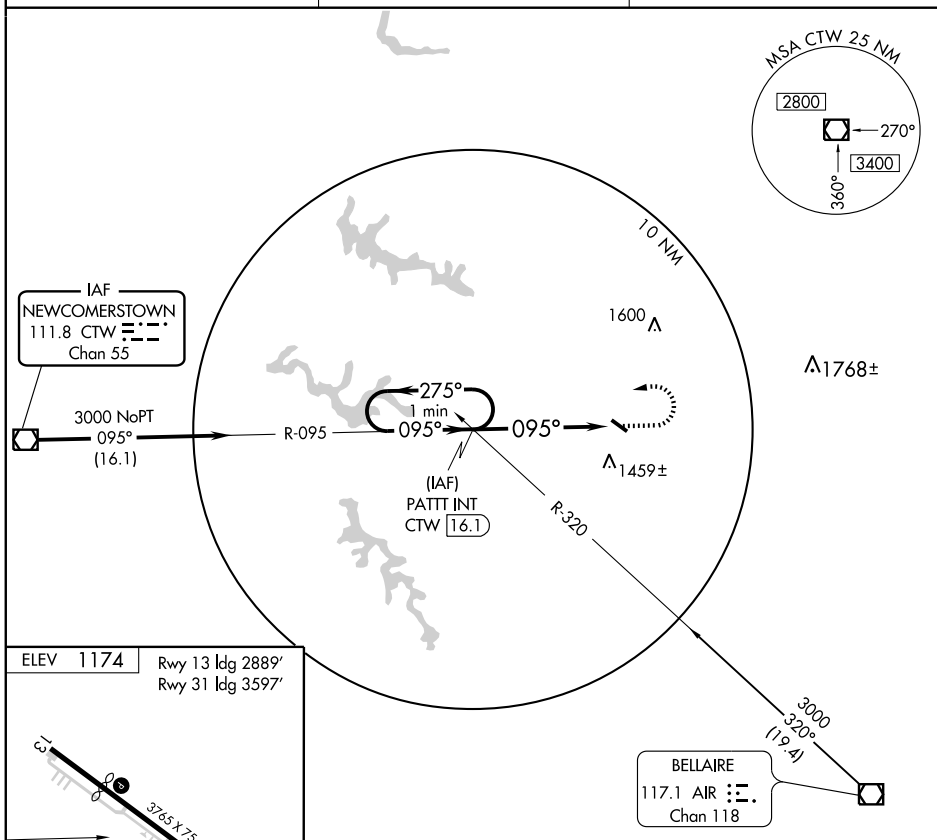 MSA CTW 25 NM
2800
270°
3400
360°
10 NM
IAF
NEWCOMERSTOWN
111.8 CTW
Chan 55
1600
1768±
3000 NoPT
095°
(16.1)
R-095
275°
1 min
095°
095°
1459±
(IAF)
PATTT INT
CTW 16.1
R-320
ELEV 1174
Rwy 13 ldg 2889'
Rwy 31 ldg 3597'
13
P
3765 X 75
3000
320°
(19.4)
BELLAIRE
117.1 AIR
Chan 118